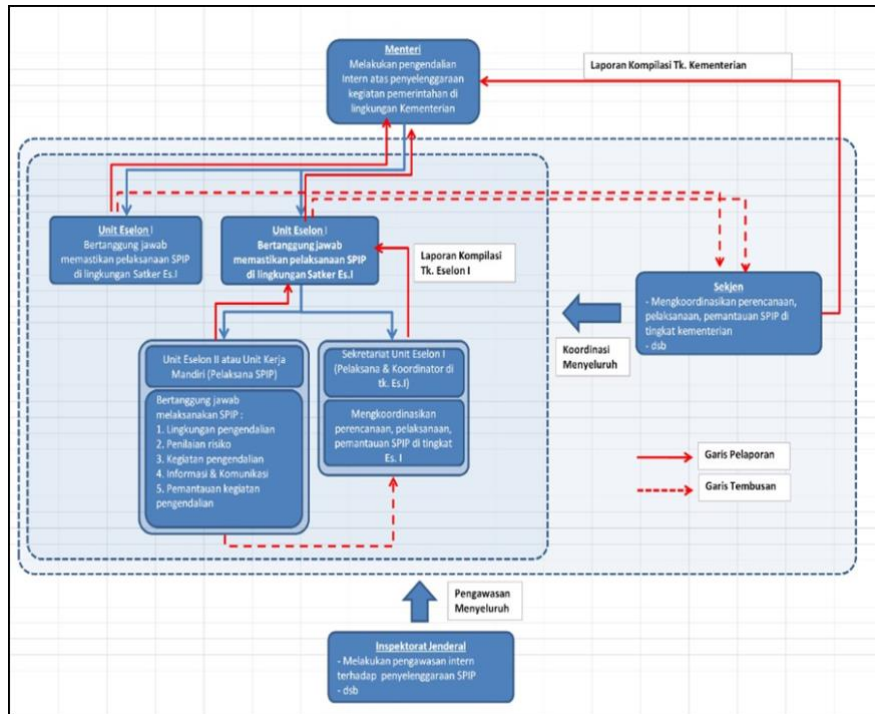 Menteri
Melakukan pengendalian
Intern atas penyelenggaraan
kegiatan pemerintahan di
lingkungan Kementerian
Laporan Kompilasi Tk. Kementerian
Unit Eselon I
Bertanggung jawab
memastikan pelaksanaan SPIP
di lingkungan Satker Es.I
Unit Eselon I
Bertanggung jawab
memastikan pelaksanaan SPIP
di lingkungan Satker Es.I
Laporan Kompilasi
Tk. Eselon I
Sekjen
- Mengkoordinasikan perencanaan,
pelaksanaan, pemantauan SPIP di
tingkat kementerian
- dsb
Koordinasi
Menyeluruh
Unit Eselon II atau Unit Kerja
Mandiri (Pelaksana SPIP)
Bertanggung jawab
melaksanakan SPIP :
1. Lingkungan pengendalian
2. Penilaian risiko
3. Kegiatan pengendalian
4. Informasi & Komunikasi
5. Pemantauan kegiatan
pengendalian
Sekretariat Unit Eselon I
(Pelaksana & Koordinator di
tk. Es.I)
Mengkoordinasikan
perencanaan, pelaksanaan,
pemantauan SPIP di tingkat
Es. I
Garis Pelaporan
Garis Tembusan
Pengawasan
Menyeluruh
Inspektorat Jenderal
- Melakukan pengawasan intern
terhadap penyelenggaraan SPIP
- dsb